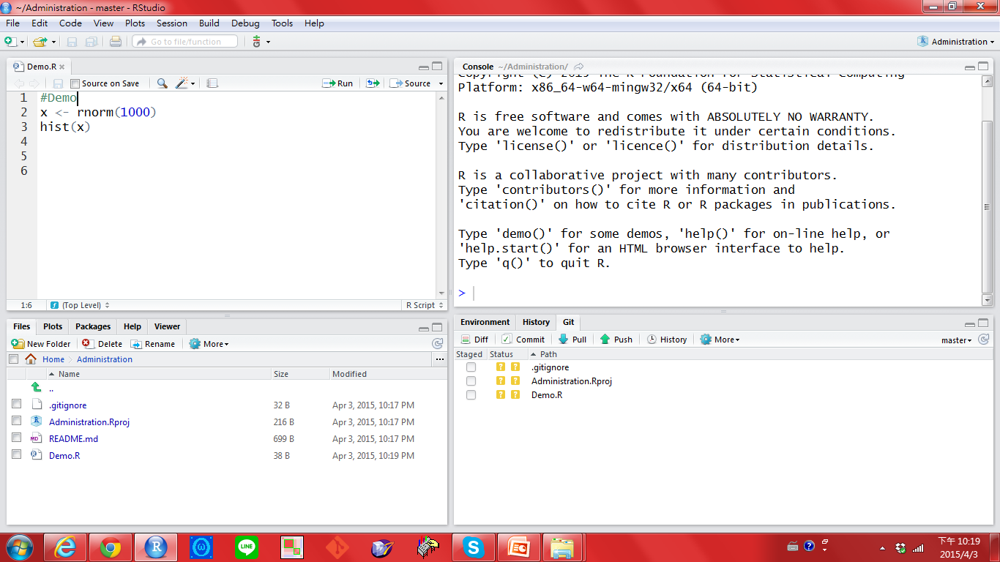 ~/Administration - master - RStudio
File Edit Code View Plots Session Build Debug Tools Help
Go to file/function
Administration
Demo.R
Source on Save Run Source
1 #Demo
2 x <- rnorm(1000)
3 hist(x)
4
5
6
1:6 (Top Level) R Script
Console ~/Administration/
Copyright (C) 2015 The R Foundation for Statistical Computing
Platform: x86_64-w64-mingw32/x64 (64-bit)
R is free software and comes with ABSOLUTELY NO WARRANTY.
You are welcome to redistribute it under certain conditions.
Type 'license()' or 'licence()' for distribution details.
R is a collaborative project with many contributors.
Type 'contributors()' for more information and
'citation()' on how to cite R or R packages in publications.
Type 'demo()' for some demos, 'help()' for on-line help, or
'help.start()' for an HTML browser interface to help.
Type 'q()' to quit R.
>
Files Plots Packages Help Viewer
New Folder Delete Rename More
Home Administration ...
Name Size Modified
..
.gitignore 32 B Apr 3, 2015, 10:17 PM
Administration.Rproj 216 B Apr 3, 2015, 10:17 PM
README.md 699 B Apr 3, 2015, 10:17 PM
Demo.R 38 B Apr 3, 2015, 10:19 PM
Environment History Git
Diff Commit Pull Push History More master
Staged Status Path
? ? .gitignore
? ? Administration.Rproj
? ? Demo.R
LINE
下午 10:19
2015/4/3